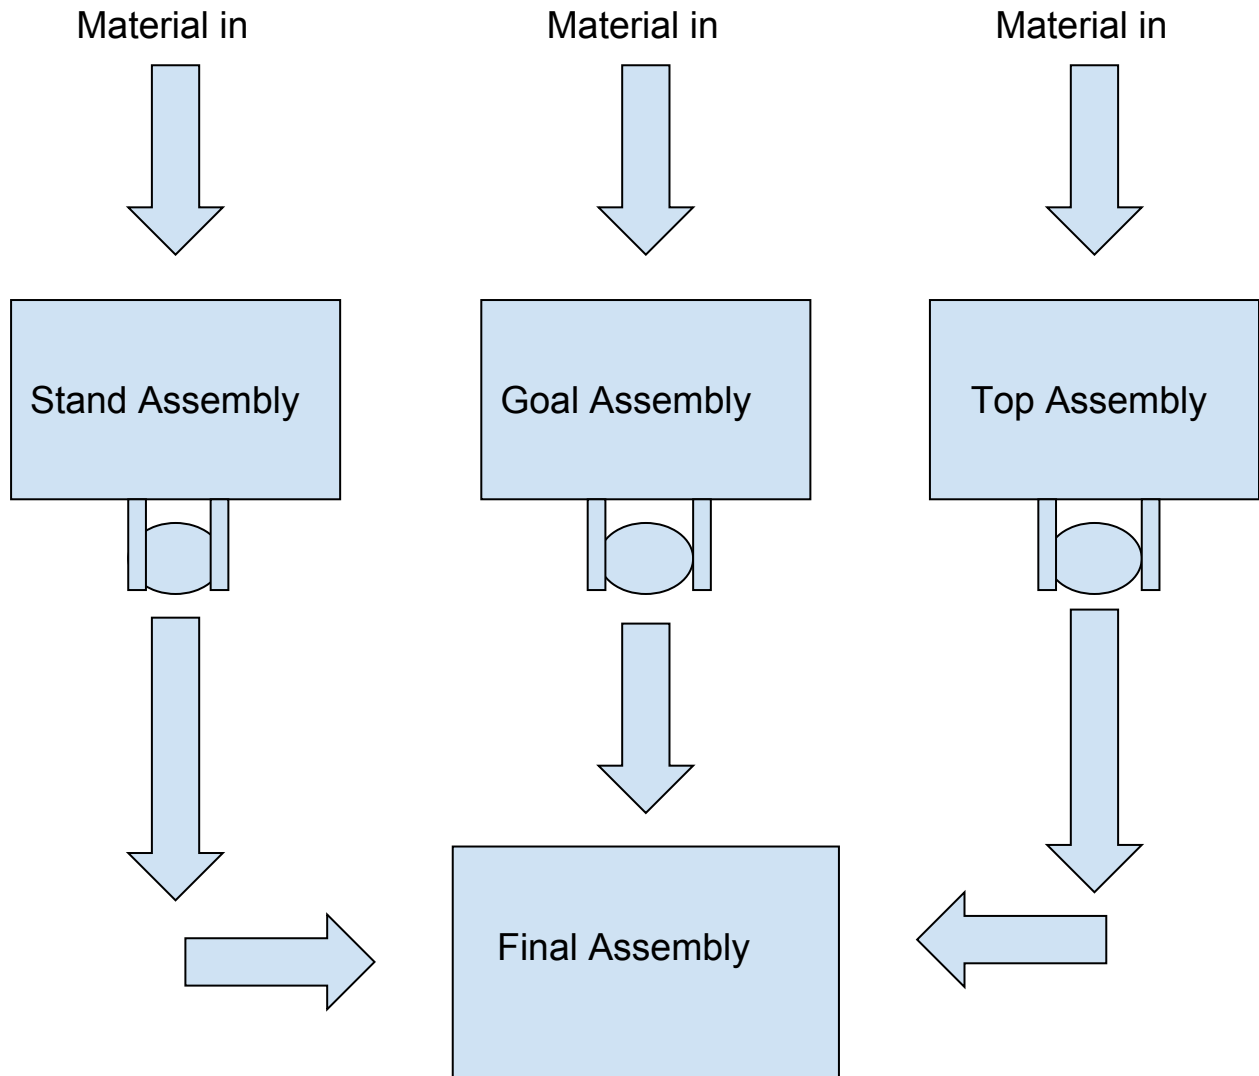 Material in
Material in
Material in
Stand Assembly
Goal Assembly
Top Assembly
Final Assembly